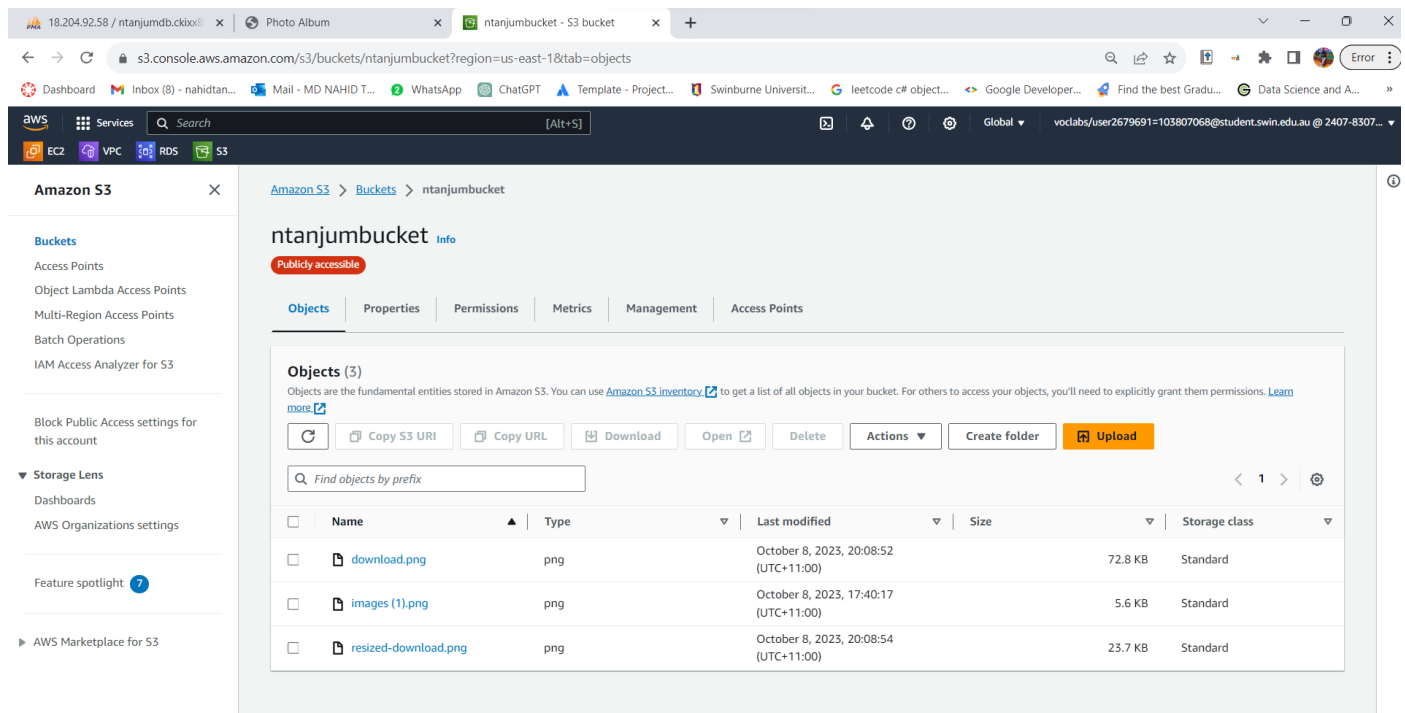 18.204.92.58 / ntanjumdb.ckixx8
Photo Album
ntanjumbucket - S3 bucket
s3.console.aws.amazon.com/s3/buckets/ntanjumbucket?region=us-east-1&tab=objects
Error
Dashboard
Inbox (8) - nahidtan...
Mail - MD NAHID T...
WhatsApp
ChatGPT
Template - Project...
Swinburne Universit...
leetcode c# object...
Google Developer...
Find the best Gradu...
Data Science and A...
»
aws
Services
Search
[Alt+S]
Global
voclabs/user2679691=103807068@student.swin.edu.au @ 2407-8307...
EC2
VPC
RDS
S3
Amazon S3
Buckets
Access Points
Object Lambda Access Points
Multi-Region Access Points
Batch Operations
IAM Access Analyzer for S3
Block Public Access settings for
this account
Storage Lens
Dashboards
AWS Organizations settings
Feature spotlight 7
AWS Marketplace for S3
Amazon S3 > Buckets > ntanjumbucket
ntanjumbucket Info
Publicly accessible
Objects
Properties
Permissions
Metrics
Management
Access Points
Objects (3)
Objects are the fundamental entities stored in Amazon S3. You can use Amazon S3 inventory to get a list of all objects in your bucket. For others to access your objects, you'll need to explicitly grant them permissions. Learn
more
Copy S3 URI
Copy URL
Download
Open
Delete
Actions
Create folder
Upload
Find objects by prefix
< 1 >
Name
Type
Last modified
Size
Storage class
download.png
png
October 8, 2023, 20:08:52
(UTC+11:00)
72.8 KB
Standard
images (1).png
png
October 8, 2023, 17:40:17
(UTC+11:00)
5.6 KB
Standard
resized-download.png
png
October 8, 2023, 20:08:54
(UTC+11:00)
23.7 KB
Standard